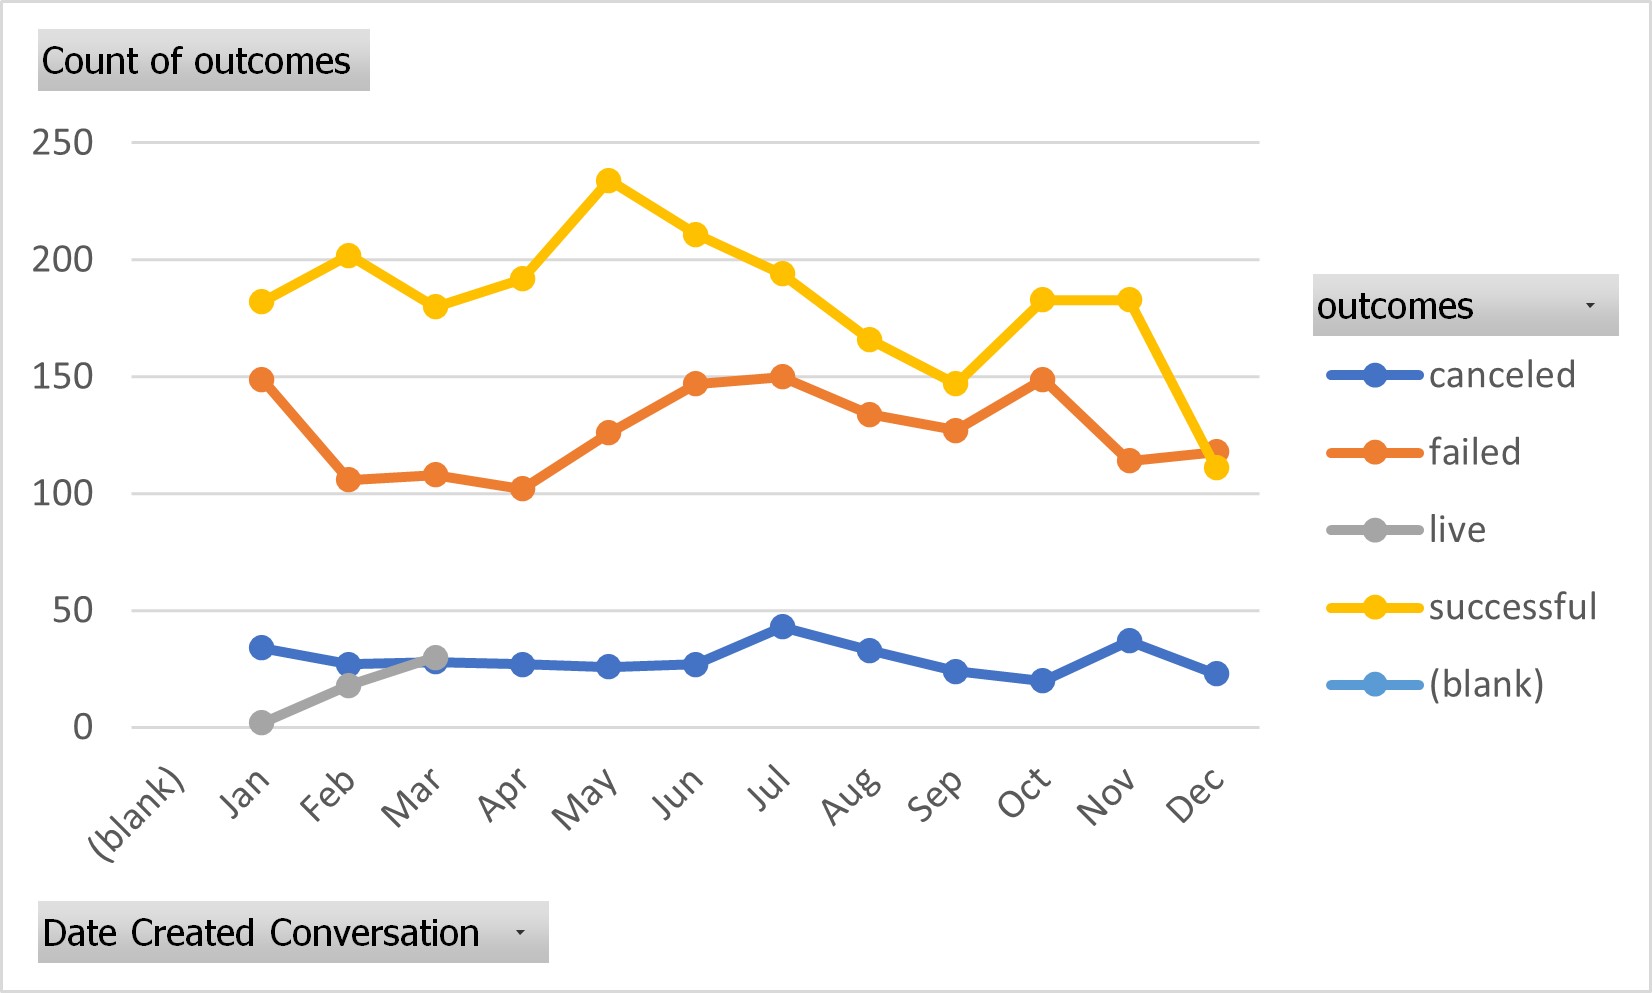 Count of outcomes
250
200
150
100
50
0
(blank) Jan Feb Mar Apr May Jun Jul Aug Sep Oct Nov Dec
outcomes
canceled
failed
live
successful
(blank)
Date Created Conversation